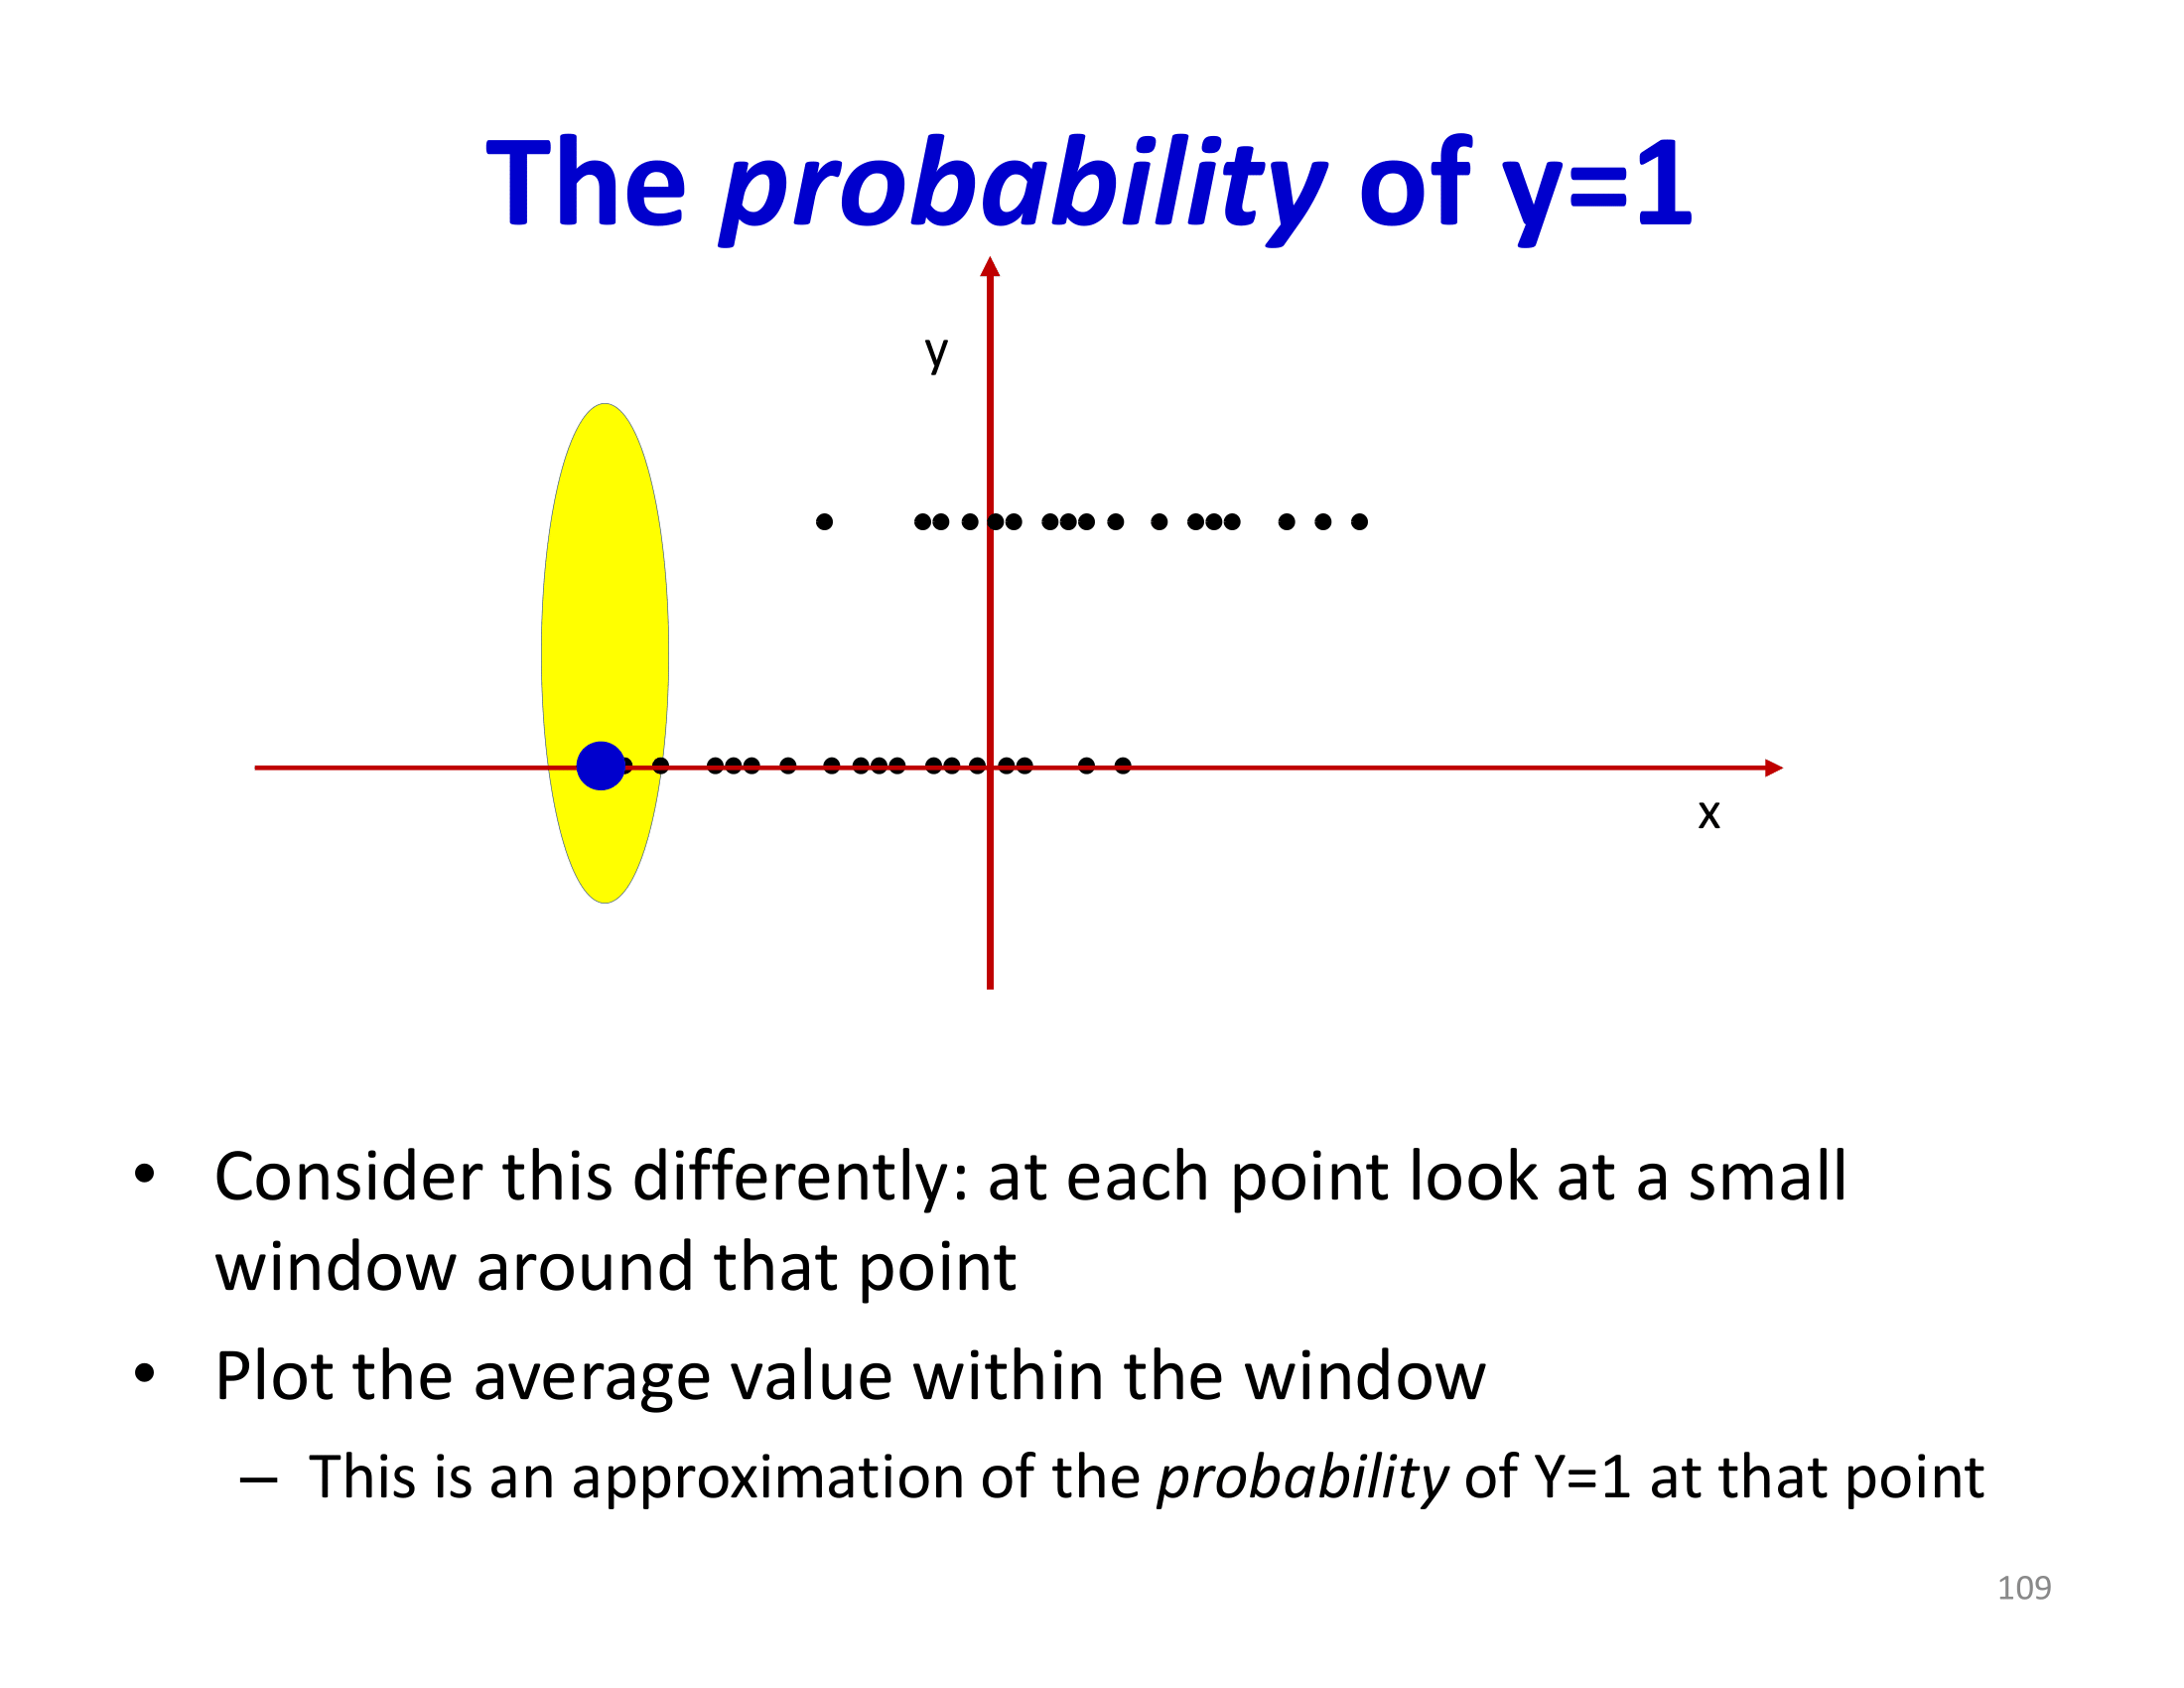 The probability of y=1
y
x
• Consider this differently: at each point look at a small
window around that point
• Plot the average value within the window
– This is an approximation of the probability of Y=1 at that point
109